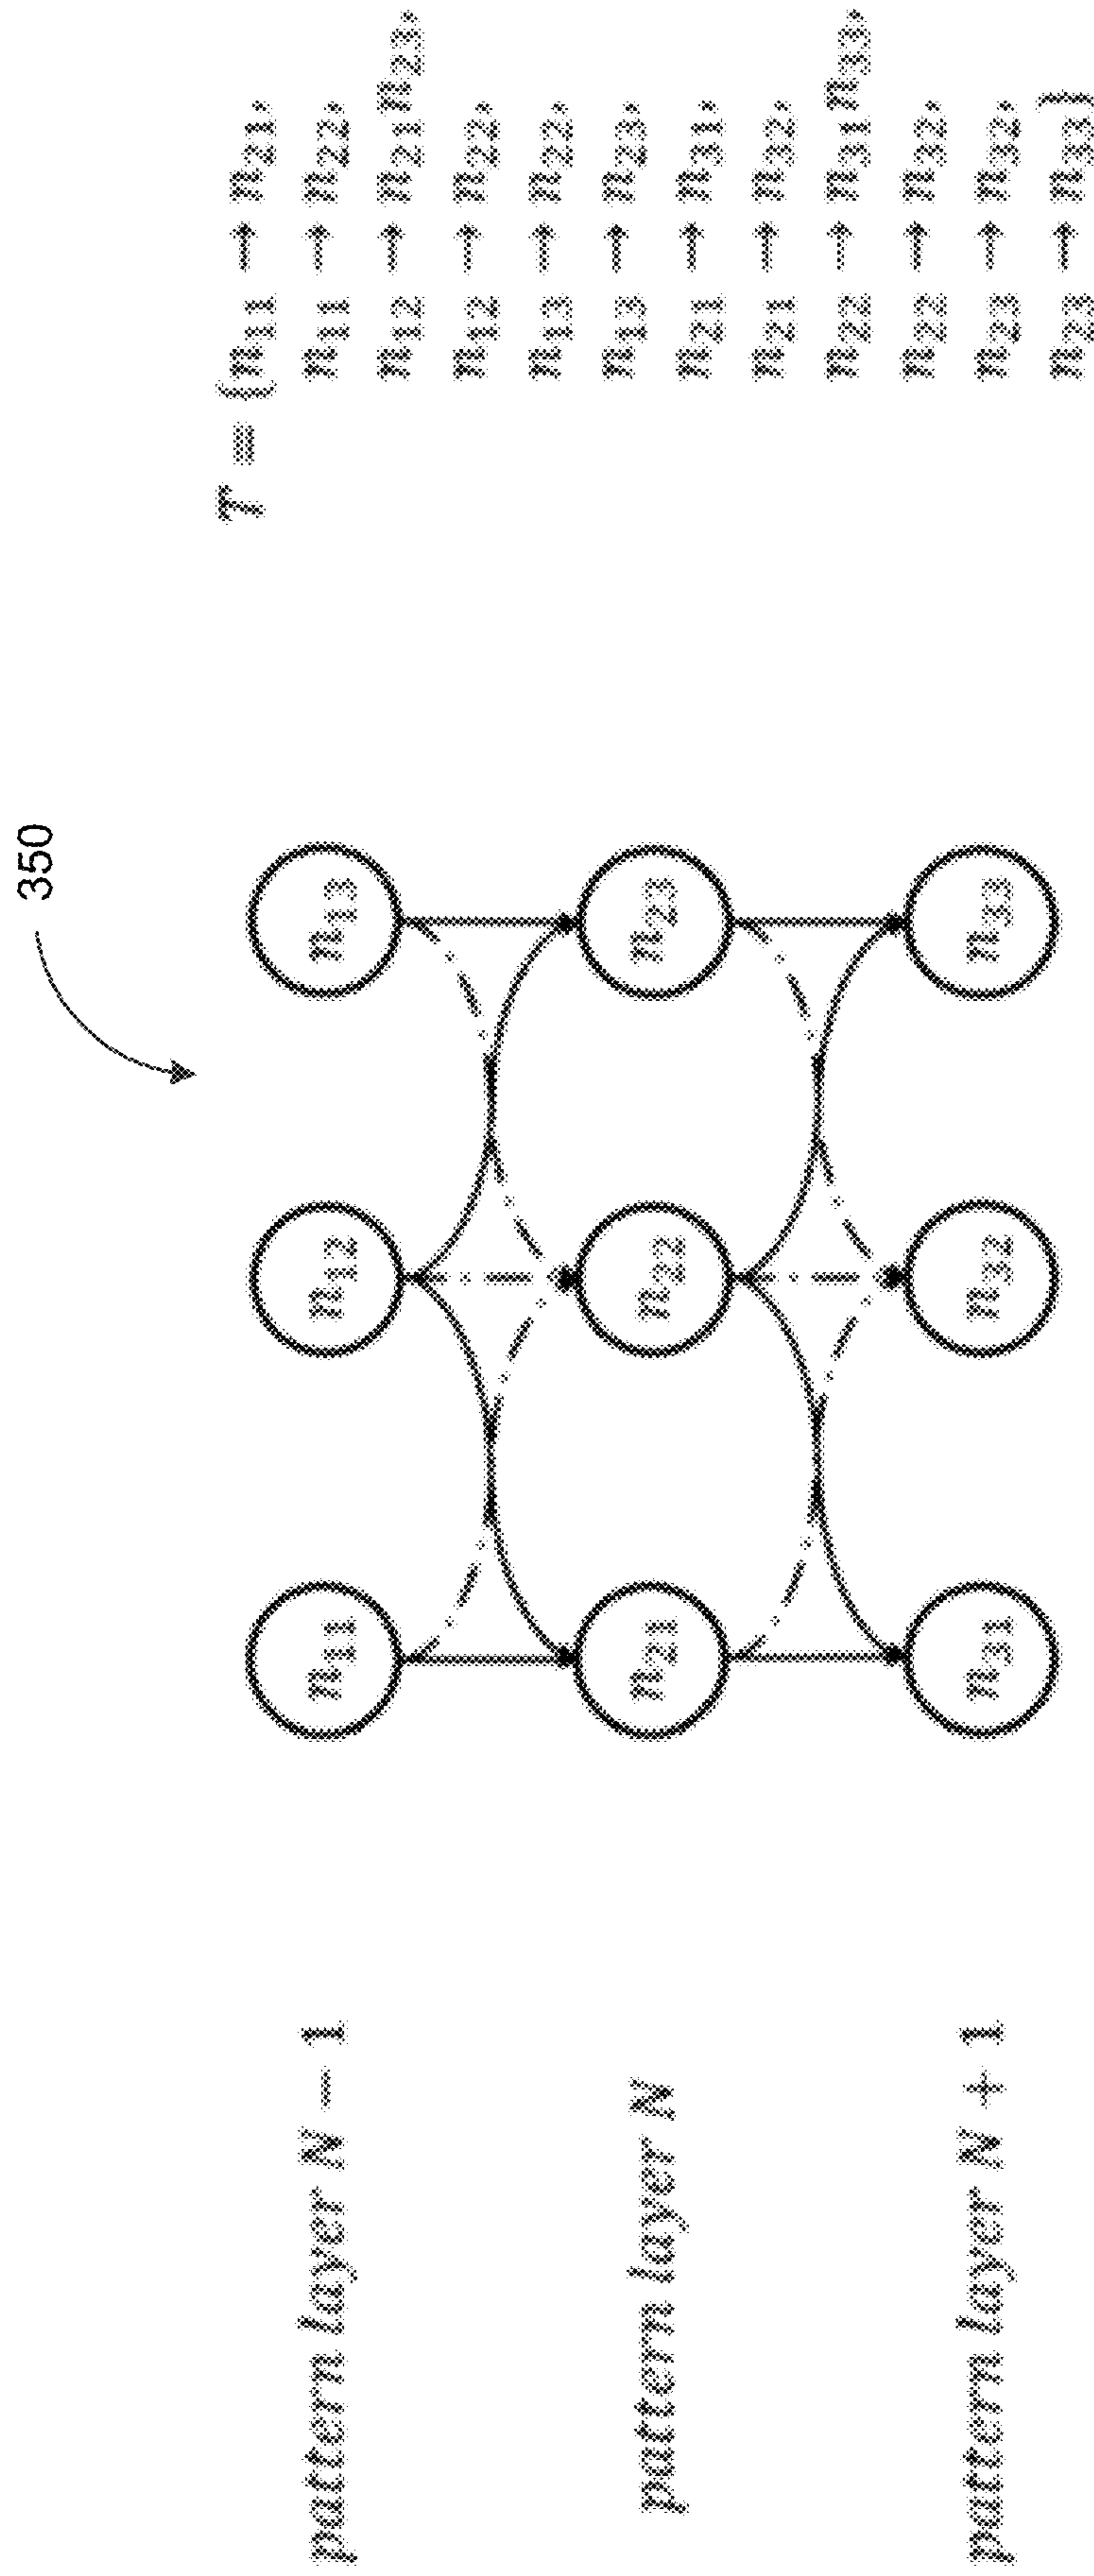 350
pattern layer N − 1
n₁₁ n₁₂ n₁₃
pattern layer N
n₂₁ n₂₂ n₂₃
pattern layer N + 1
n₃₁ n₃₂ n₃₃
T = {n₁₁ → n₂₁,
n₁₁ → n₂₂,
n₁₂ → n₂₁n₂₃,
n₁₂ → n₂₂,
n₁₃ → n₂₂,
n₁₃ → n₂₃,
n₂₁ → n₃₁,
n₂₁ → n₃₂,
n₂₂ → n₃₁n₃₃,
n₂₂ → n₃₂,
n₂₃ → n₃₂,
n₂₃ → n₃₃}